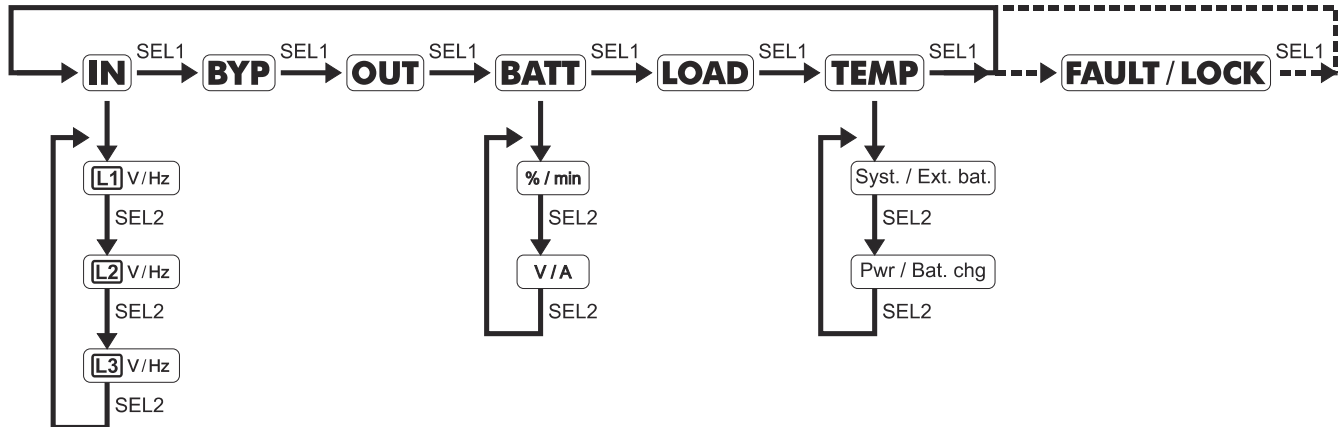 IN SEL1 BYP SEL1 OUT SEL1 BATT SEL1 LOAD SEL1 TEMP SEL1 FAULT / LOCK SEL1
L1 V/Hz % / min Syst. / Ext. bat.
SEL2 SEL2 SEL2
L2 V/Hz V / A Pwr / Bat. chg
SEL2 SEL2 SEL2
L3 V/Hz
SEL2